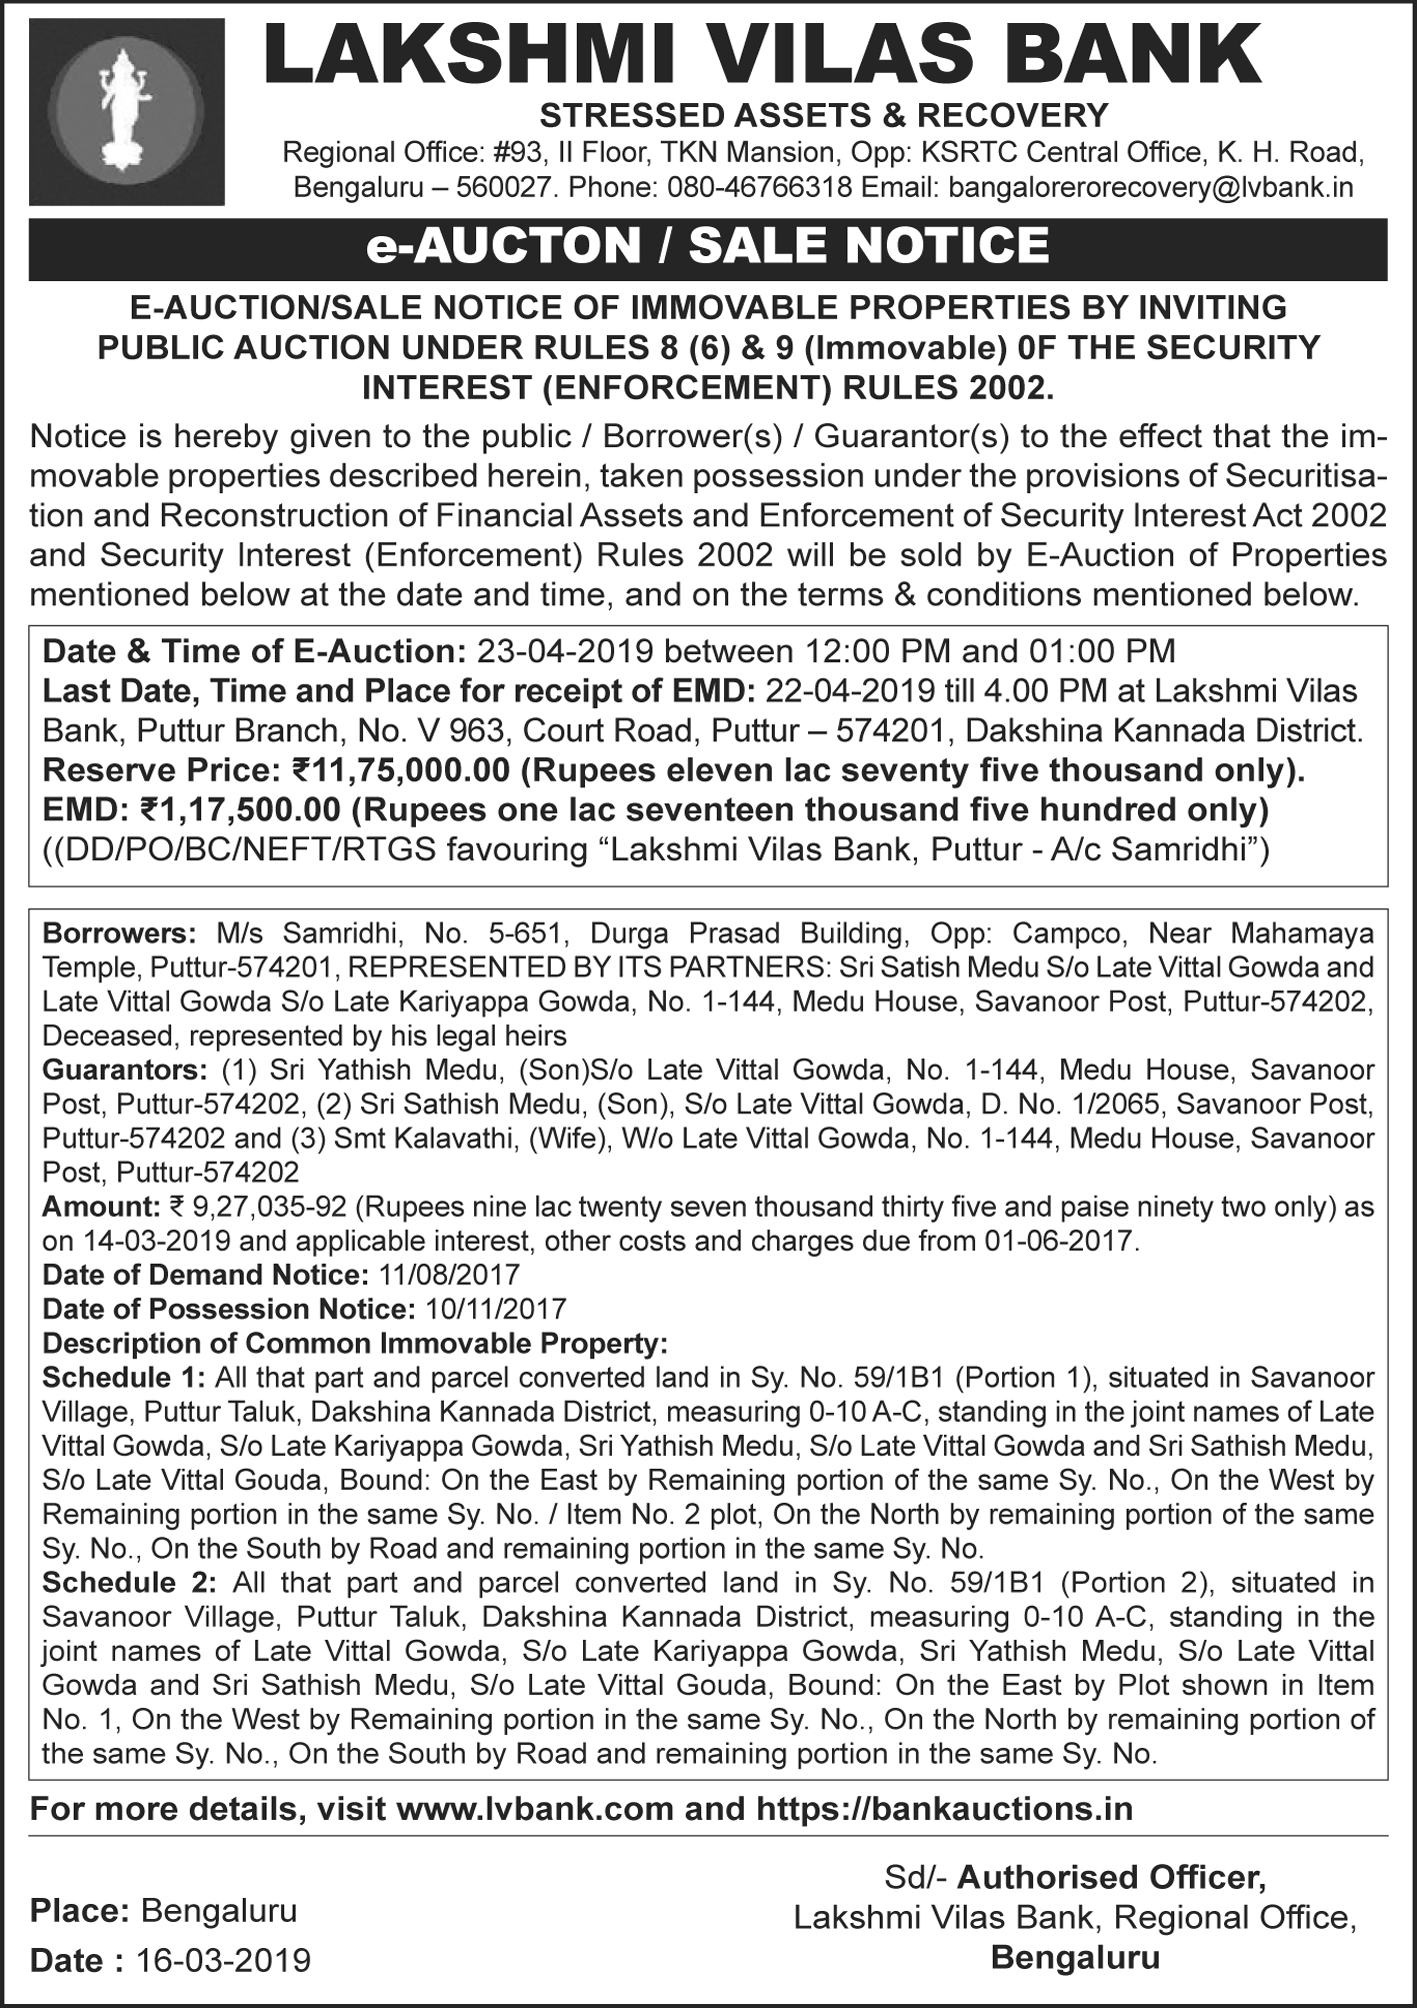 LAKSHMI VILAS BANK
STRESSED ASSETS & RECOVERY
Regional Office: #93, II Floor, TKN Mansion, Opp: KSRTC Central Office, K. H. Road,
Bengaluru – 560027. Phone: 080-46766318 Email: bangalorerorecovery@lvbank.in
e-AUCTON / SALE NOTICE
E-AUCTION/SALE NOTICE OF IMMOVABLE PROPERTIES BY INVITING
PUBLIC AUCTION UNDER RULES 8 (6) & 9 (Immovable) 0F THE SECURITY
INTEREST (ENFORCEMENT) RULES 2002.
Notice is hereby given to the public / Borrower(s) / Guarantor(s) to the effect that the im-
movable properties described herein, taken possession under the provisions of Securitisa-
tion and Reconstruction of Financial Assets and Enforcement of Security Interest Act 2002
and Security Interest (Enforcement) Rules 2002 will be sold by E-Auction of Properties
mentioned below at the date and time, and on the terms & conditions mentioned below.
Date & Time of E-Auction: 23-04-2019 between 12:00 PM and 01:00 PM
Last Date, Time and Place for receipt of EMD: 22-04-2019 till 4.00 PM at Lakshmi Vilas
Bank, Puttur Branch, No. V 963, Court Road, Puttur – 574201, Dakshina Kannada District.
Reserve Price: ₹11,75,000.00 (Rupees eleven lac seventy five thousand only).
EMD: ₹1,17,500.00 (Rupees one lac seventeen thousand five hundred only)
((DD/PO/BC/NEFT/RTGS favouring “Lakshmi Vilas Bank, Puttur - A/c Samridhi”)
Borrowers: M/s Samridhi, No. 5-651, Durga Prasad Building, Opp: Campco, Near Mahamaya
Temple, Puttur-574201, REPRESENTED BY ITS PARTNERS: Sri Satish Medu S/o Late Vittal Gowda and
Late Vittal Gowda S/o Late Kariyappa Gowda, No. 1-144, Medu House, Savanoor Post, Puttur-574202,
Deceased, represented by his legal heirs
Guarantors: (1) Sri Yathish Medu, (Son)S/o Late Vittal Gowda, No. 1-144, Medu House, Savanoor
Post, Puttur-574202, (2) Sri Sathish Medu, (Son), S/o Late Vittal Gowda, D. No. 1/2065, Savanoor Post,
Puttur-574202 and (3) Smt Kalavathi, (Wife), W/o Late Vittal Gowda, No. 1-144, Medu House, Savanoor
Post, Puttur-574202
Amount: ₹ 9,27,035-92 (Rupees nine lac twenty seven thousand thirty five and paise ninety two only) as
on 14-03-2019 and applicable interest, other costs and charges due from 01-06-2017.
Date of Demand Notice: 11/08/2017
Date of Possession Notice: 10/11/2017
Description of Common Immovable Property:
Schedule 1: All that part and parcel converted land in Sy. No. 59/1B1 (Portion 1), situated in Savanoor
Village, Puttur Taluk, Dakshina Kannada District, measuring 0-10 A-C, standing in the joint names of Late
Vittal Gowda, S/o Late Kariyappa Gowda, Sri Yathish Medu, S/o Late Vittal Gowda and Sri Sathish Medu,
S/o Late Vittal Gouda, Bound: On the East by Remaining portion of the same Sy. No., On the West by
Remaining portion in the same Sy. No. / Item No. 2 plot, On the North by remaining portion of the same
Sy. No., On the South by Road and remaining portion in the same Sy. No.
Schedule 2: All that part and parcel converted land in Sy. No. 59/1B1 (Portion 2), situated in
Savanoor Village, Puttur Taluk, Dakshina Kannada District, measuring 0-10 A-C, standing in the
joint names of Late Vittal Gowda, S/o Late Kariyappa Gowda, Sri Yathish Medu, S/o Late Vittal
Gowda and Sri Sathish Medu, S/o Late Vittal Gouda, Bound: On the East by Plot shown in Item
No. 1, On the West by Remaining portion in the same Sy. No., On the North by remaining portion of
the same Sy. No., On the South by Road and remaining portion in the same Sy. No.
For more details, visit www.lvbank.com and https://bankauctions.in
Sd/- Authorised Officer,
Lakshmi Vilas Bank, Regional Office,
Bengaluru
Place: Bengaluru
Date : 16-03-2019